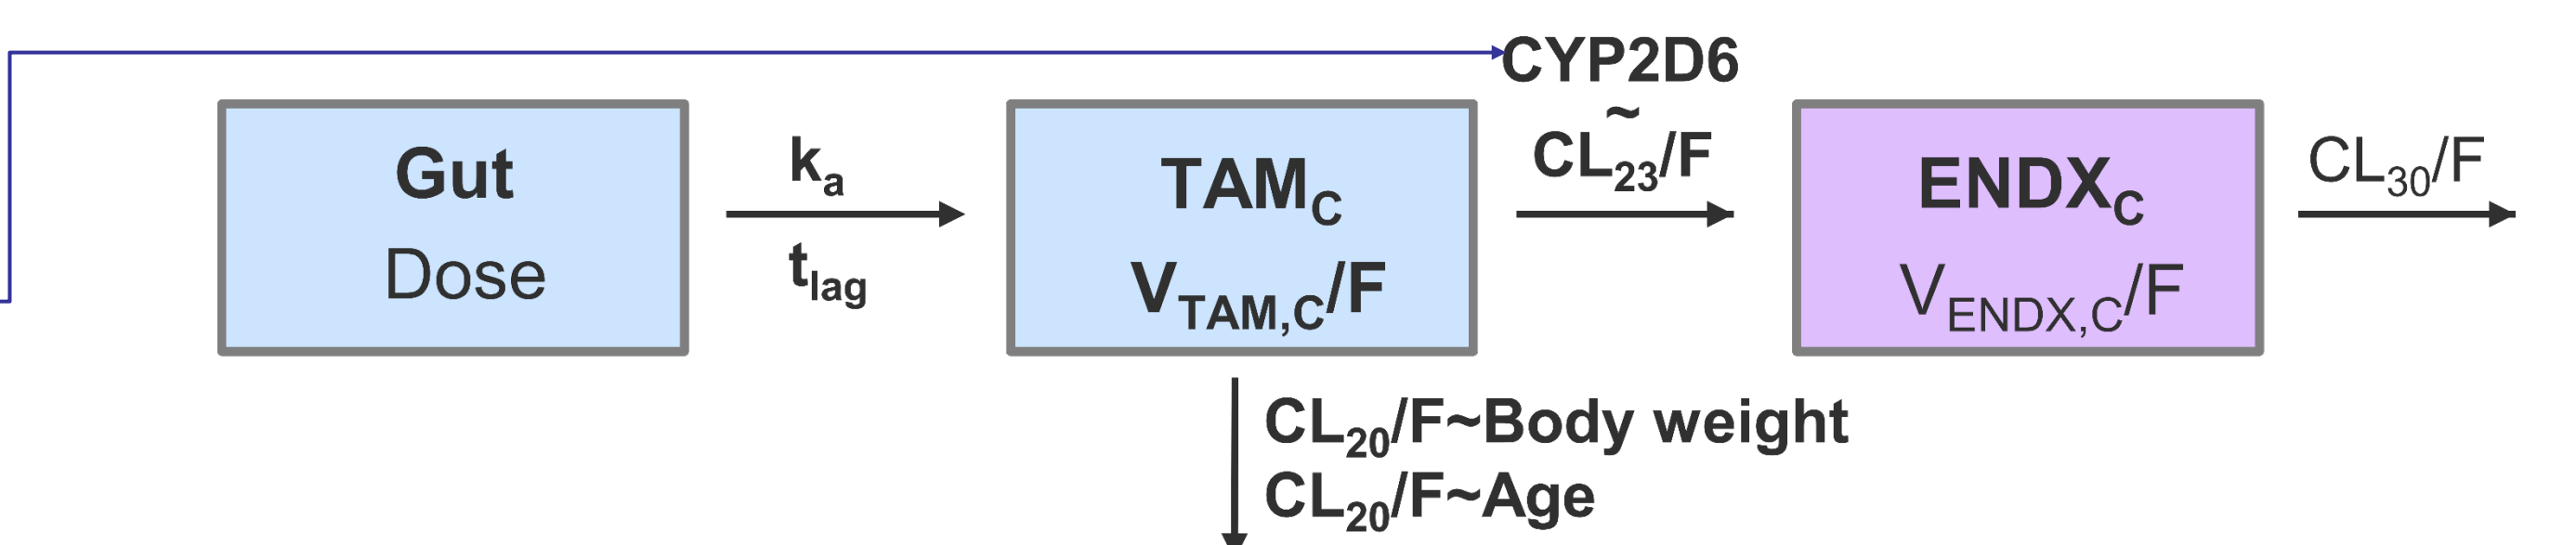 CYP2D6
~
CL23/F
Gut
Dose
ka
tlag
TAMC
VTAM,C/F
ENDXC
VENDX,C/F
CL30/F
CL20/F~Body weight
CL20/F~Age